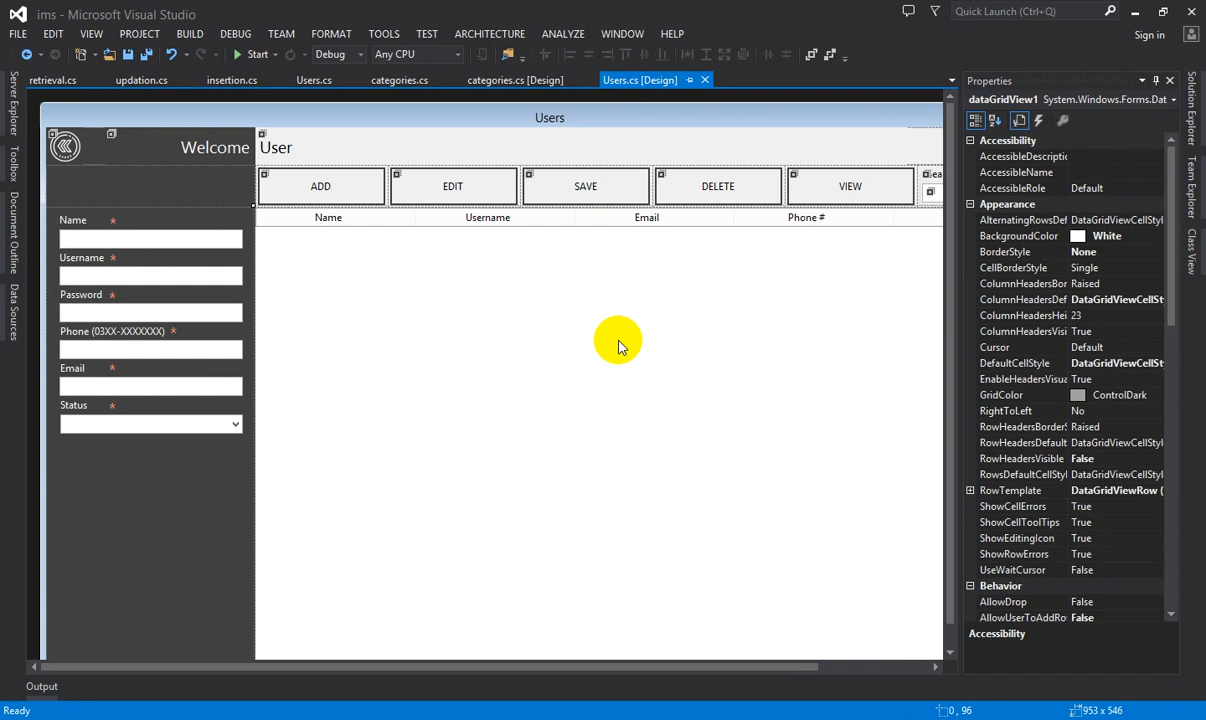 ims - Microsoft Visual Studio
Quick Launch (Ctrl+Q)
FILE EDIT VIEW PROJECT BUILD DEBUG TEAM FORMAT TOOLS TEST ARCHITECTURE ANALYZE WINDOW HELP
Sign in
Start Debug Any CPU
retrieval.cs updation.cs insertion.cs Users.cs categories.cs categories.cs [Design] Users.cs [Design]
Server Explorer
Toolbox
Document Outline
Data Sources
Users
Welcome User
ADD EDIT SAVE DELETE VIEW
Name Username Email Phone #
Name *
Username *
Password *
Phone (03XX-XXXXXXX) *
Email *
Status *
Properties
dataGridView1 System.Windows.Forms.Dat
Accessibility
AccessibleDescriptic
AccessibleName
AccessibleRole Default
Appearance
AlternatingRowsDef DataGridViewCellStyl
BackgroundColor White
BorderStyle None
CellBorderStyle Single
ColumnHeadersBor Raised
ColumnHeadersDef DataGridViewCellSt
ColumnHeadersHei 23
ColumnHeadersVisi True
Cursor Default
DefaultCellStyle DataGridViewCellSt
EnableHeadersVisua True
GridColor ControlDark
RightToLeft No
RowHeadersBorder Raised
RowHeadersDefault DataGridViewCellStyl
RowHeadersVisible False
RowsDefaultCellStyl DataGridViewCellStyl
RowTemplate DataGridViewRow {
ShowCellErrors True
ShowCellToolTips True
ShowEditingIcon True
ShowRowErrors True
UseWaitCursor False
Behavior
AllowDrop False
AllowUserToAddRo False
Accessibility
Solution Explorer
Team Explorer
Class View
Output
Ready
0 , 96
953 x 546